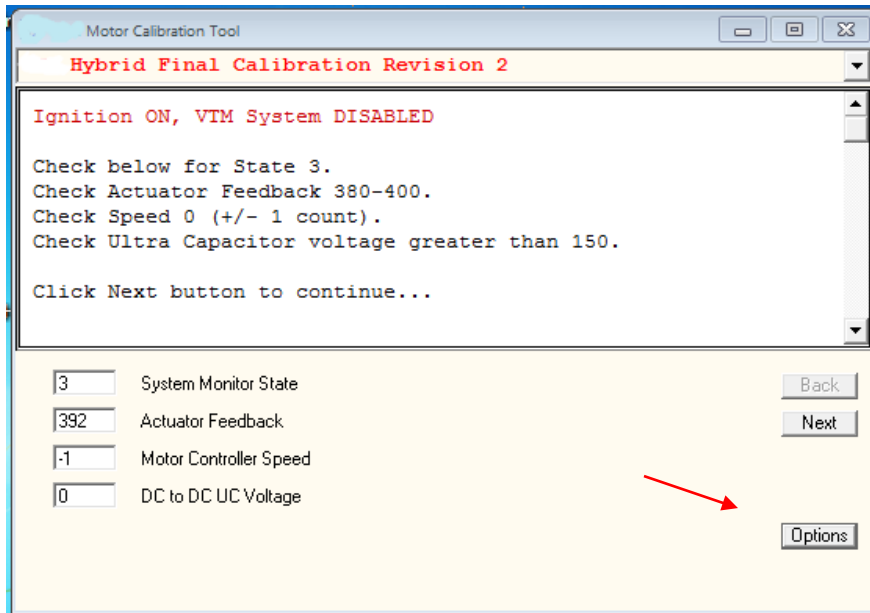 Motor Calibration Tool
Hybrid Final Calibration Revision 2
Ignition ON, VTM System DISABLED
Check below for State 3.
Check Actuator Feedback 380-400.
Check Speed 0 (+/- 1 count).
Check Ultra Capacitor voltage greater than 150.
Click Next button to continue...
3 System Monitor State
Back
392 Actuator Feedback
Next
-1 Motor Controller Speed
0 DC to DC UC Voltage
Options